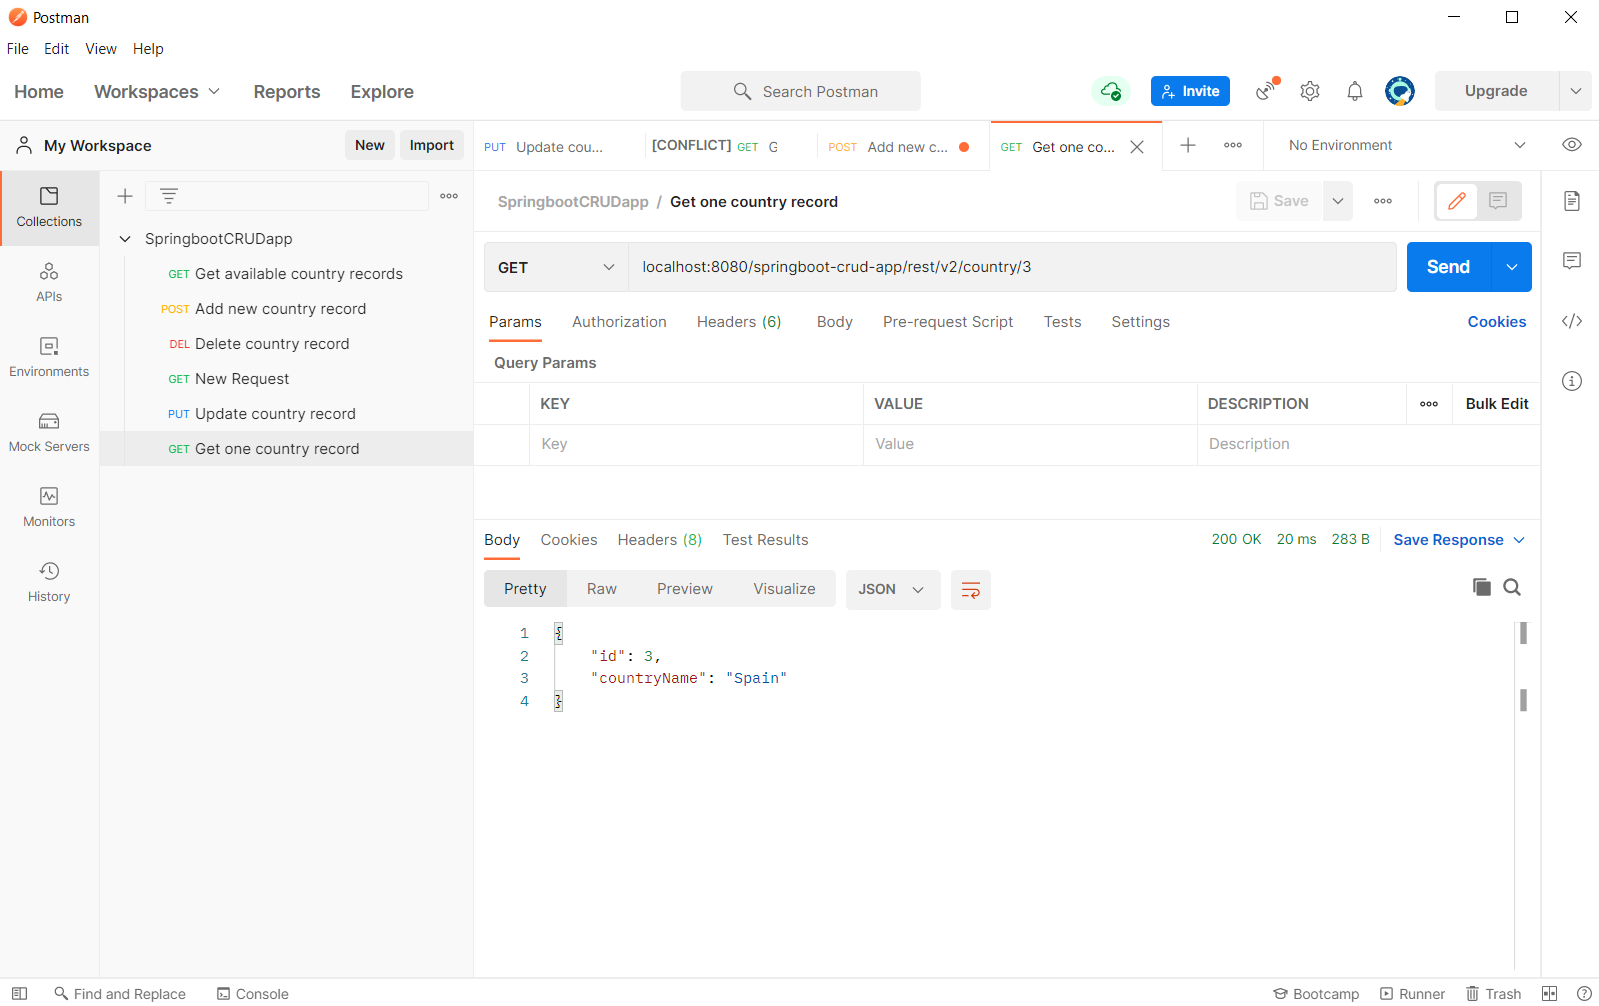 Postman
File Edit View Help
Home Workspaces Reports Explore Search Postman Invite Upgrade
My Workspace New Import PUT Update cou... [CONFLICT] GET G POST Add new c... GET Get one co... No Environment
Collections
SpringbootCRUDapp / Get one country record Save
SpringbootCRUDapp
GET Get available country records
POST Add new country record
DEL Delete country record
GET New Request
PUT Update country record
GET Get one country record
APIs
Environments
Mock Servers
Monitors
History
GET localhost:8080/springboot-crud-app/rest/v2/country/3 Send
Params Authorization Headers (6) Body Pre-request Script Tests Settings Cookies
Query Params
KEY VALUE DESCRIPTION Bulk Edit
Key Value Description
Body Cookies Headers (8) Test Results 200 OK 20 ms 283 B Save Response
Pretty Raw Preview Visualize JSON
1 {
2 "id": 3,
3 "countryName": "Spain"
4 }
Find and Replace Console Bootcamp Runner Trash